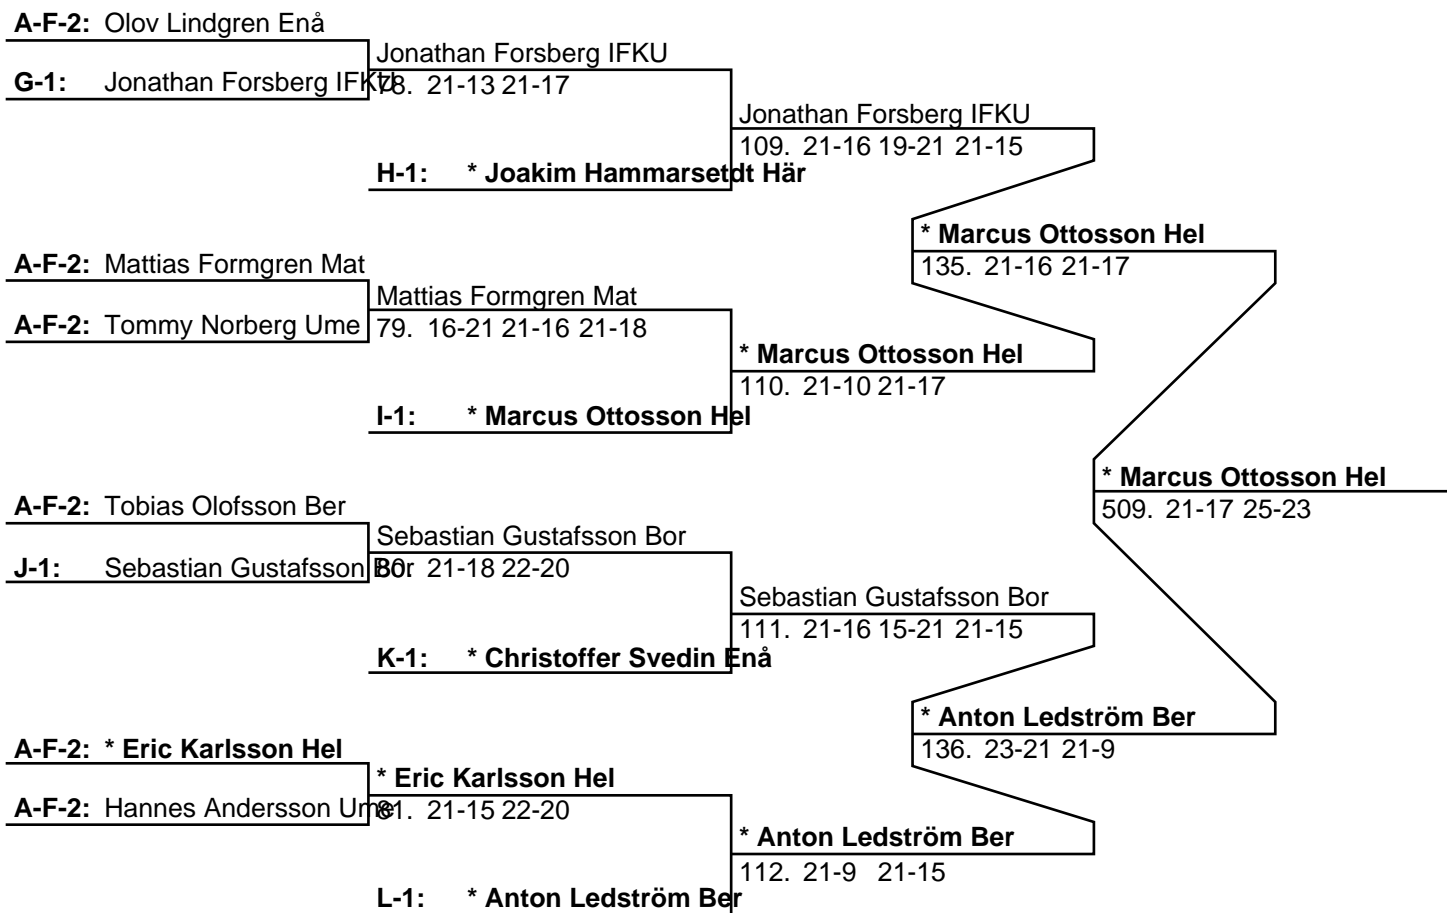 A-F-2: Olov Lindgren Enå
Jonathan Forsberg IFKU
G-1: Jonathan Forsberg IFKU
78. 21-13 21-17
Jonathan Forsberg IFKU
109. 21-16 19-21 21-15
H-1: * Joakim Hammarsetdt Här
* Marcus Ottosson Hel
135. 21-16 21-17
A-F-2: Mattias Formgren Mat
Mattias Formgren Mat
A-F-2: Tommy Norberg Ume
79. 16-21 21-16 21-18
* Marcus Ottosson Hel
110. 21-10 21-17
I-1: * Marcus Ottosson Hel
* Marcus Ottosson Hel
509. 21-17 25-23
A-F-2: Tobias Olofsson Ber
Sebastian Gustafsson Bor
J-1: Sebastian Gustafsson Bor
80. 21-18 22-20
Sebastian Gustafsson Bor
111. 21-16 15-21 21-15
K-1: * Christoffer Svedin Enå
* Anton Ledström Ber
136. 23-21 21-9
A-F-2: * Eric Karlsson Hel
* Eric Karlsson Hel
A-F-2: Hannes Andersson Ume
81. 21-15 22-20
* Anton Ledström Ber
112. 21-9 21-15
L-1: * Anton Ledström Ber